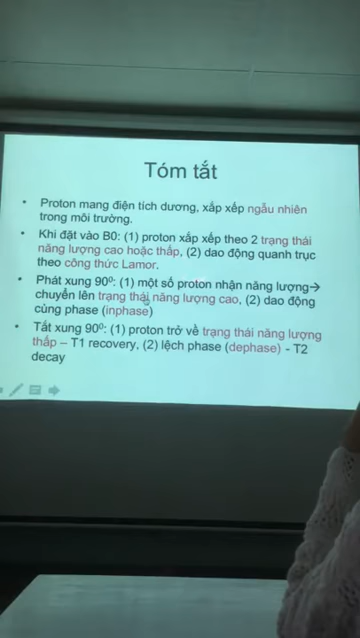 Tóm tắt
• Proton mang điện tích dương, xắp xếp ngẫu nhiên
trong môi trường.
• Khi đặt vào B0: (1) proton xắp xếp theo 2 trạng thái
năng lượng cao hoặc thấp, (2) dao động quanh trục
theo công thức Lamor.
• Phát xung 90⁰: (1) một số proton nhận năng lượng→
chuyển lên trạng thái năng lượng cao, (2) dao động
cùng phase (inphase)
• Tắt xung 90⁰: (1) proton trở về trạng thái năng lượng
thấp – T1 recovery, (2) lệch phase (dephase) - T2
decay